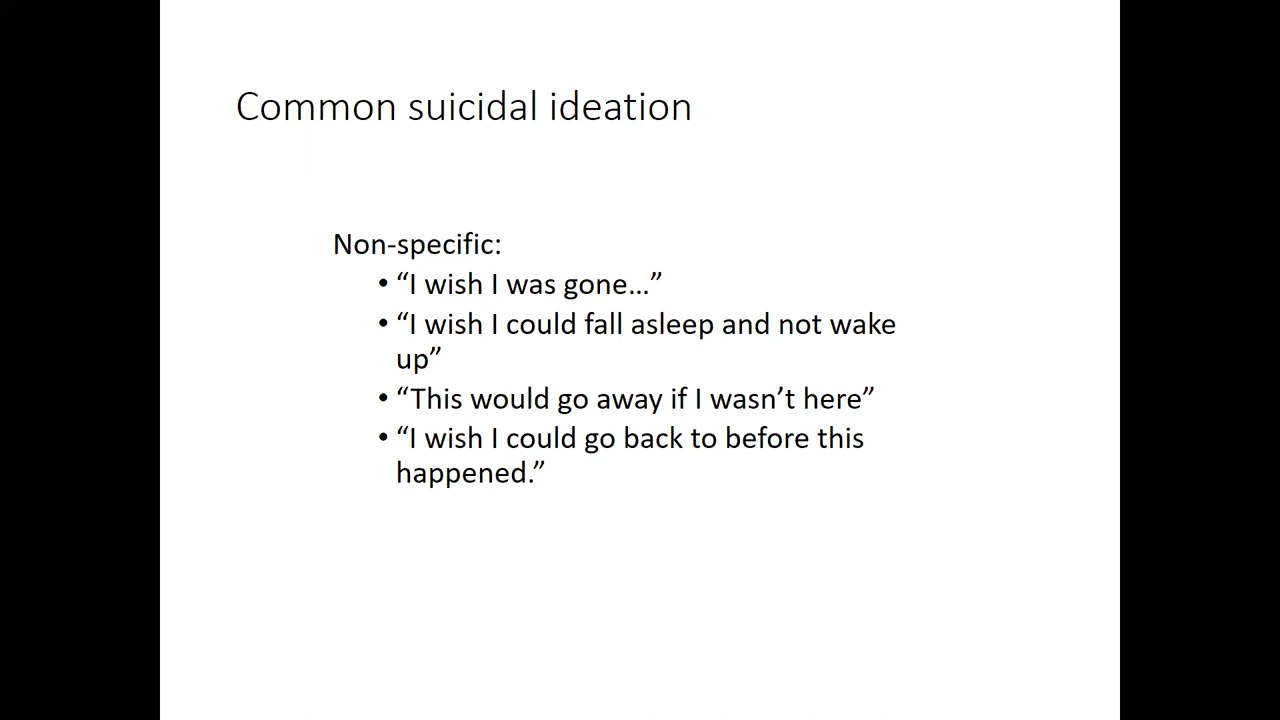 Common suicidal ideation
Non-specific:
• “I wish I was gone…”
• “I wish I could fall asleep and not wake
up”
• “This would go away if I wasn’t here”
• “I wish I could go back to before this
happened.”